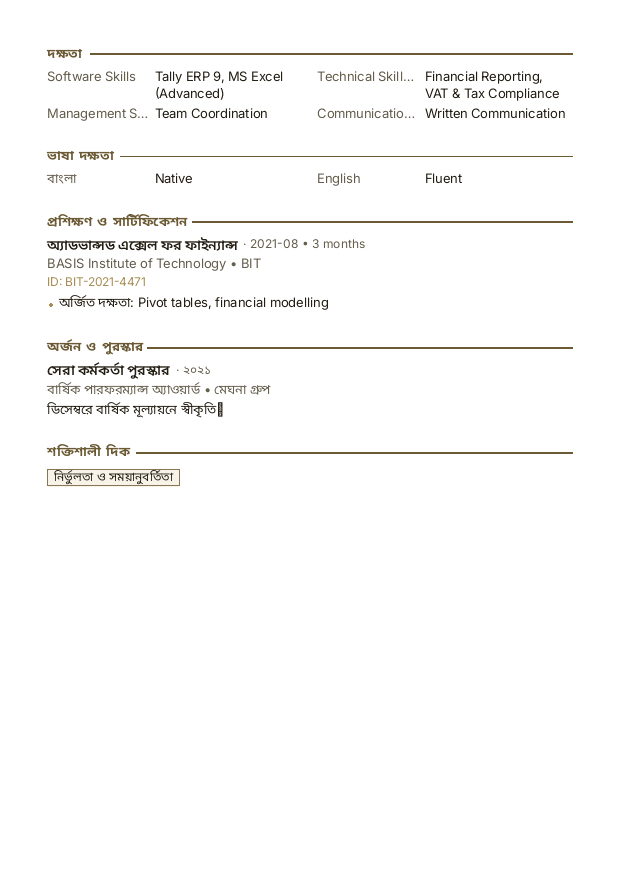 দক্ষতা
Software Skills Tally ERP 9, MS Excel (Advanced)
Technical Skill... Financial Reporting, VAT & Tax Compliance
Management S... Team Coordination
Communicatio... Written Communication
ভাষা দক্ষতা
বাংলা Native English Fluent
প্রশিক্ষণ ও সার্টিফিকেশন
অ্যাডভান্সড এক্সেল ফর ফাইন্যান্স · 2021-08 • 3 months
BASIS Institute of Technology • BIT
ID: BIT-2021-4471
• অর্জিত দক্ষতা: Pivot tables, financial modelling
অর্জন ও পুরস্কার
সেরা কর্মকর্তা পুরস্কার · ২০২১
বার্ষিক পারফরম্যান্স অ্যাওয়ার্ড • মেঘনা গ্রুপ
ডিসেম্বরে বার্ষিক মূল্যায়নে স্বীকৃতি
শক্তিশালী দিক
নির্ভুলতা ও সময়ানুবর্তিতা